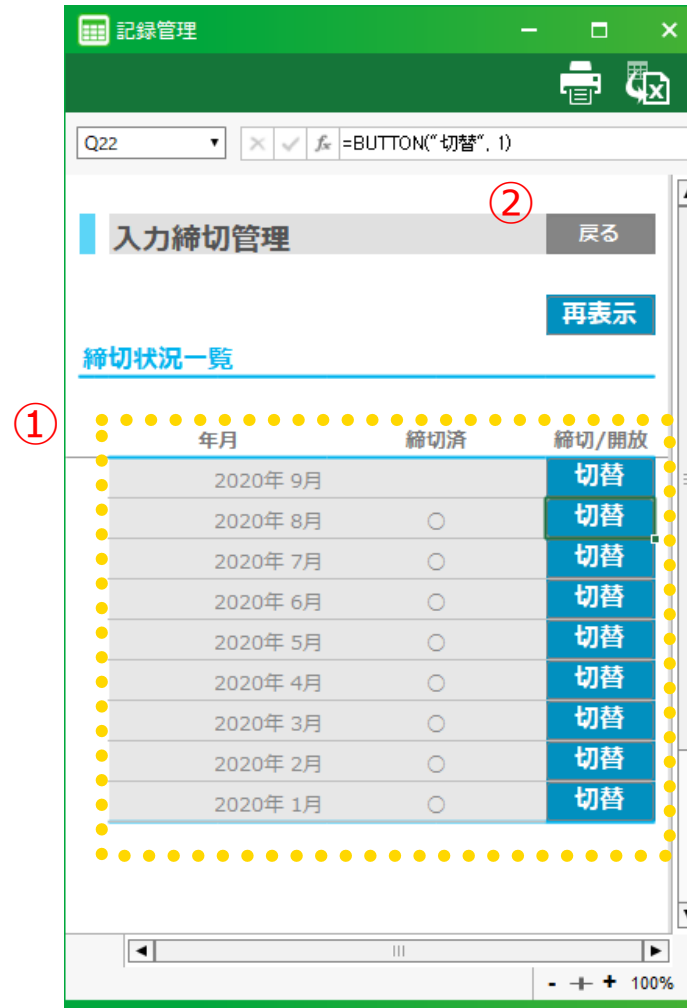 記録管理
Q22 fx =BUTTON("切替", 1)
②
入力締切管理 戻る
再表示
締切状況一覧
①
年月 締切済 締切/開放
2020年 9月 切替
2020年 8月 ○ 切替
2020年 7月 ○ 切替
2020年 6月 ○ 切替
2020年 5月 ○ 切替
2020年 4月 ○ 切替
2020年 3月 ○ 切替
2020年 2月 ○ 切替
2020年 1月 ○ 切替
- + 100%